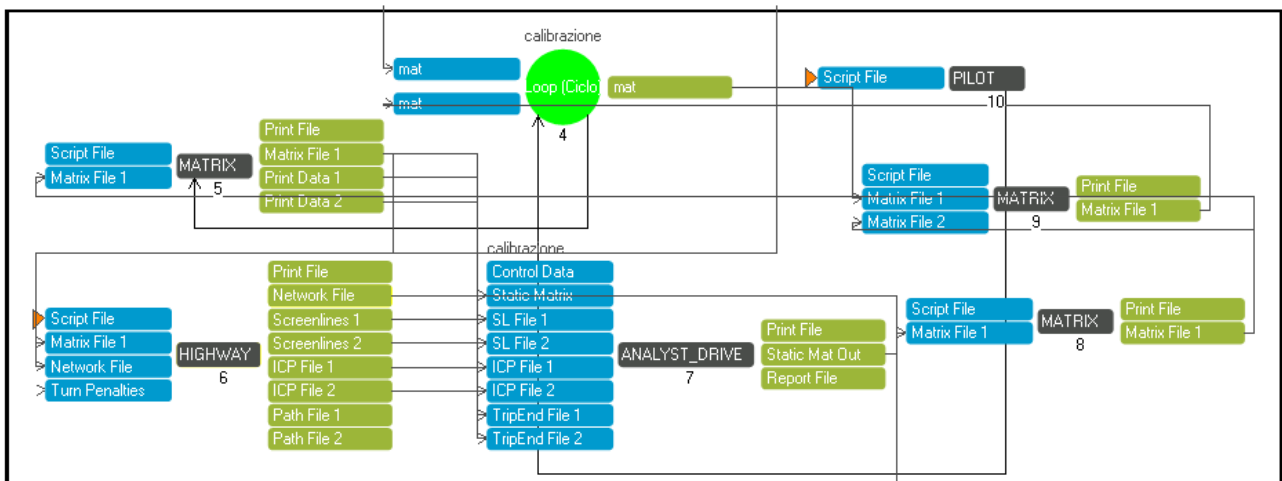 calibrazione
mat
mat
Loop (Ciclo)
mat
4
Script File
PILOT
10
Script File
Matrix File 1
MATRIX
5
Print File
Matrix File 1
Print Data 1
Print Data 2
Script File
Matrix File 1
Matrix File 2
MATRIX
9
Print File
Matrix File 1
Script File
Matrix File 1
Network File
Turn Penalties
HIGHWAY
6
Print File
Network File
Screenlines 1
Screenlines 2
ICP File 1
ICP File 2
Path File 1
Path File 2
calibrazione
Control Data
Static Matrix
SL File 1
SL File 2
ICP File 1
ICP File 2
TripEnd File 1
TripEnd File 2
ANALYST_DRIVE
7
Print File
Static Mat Out
Report File
Script File
Matrix File 1
MATRIX
8
Print File
Matrix File 1